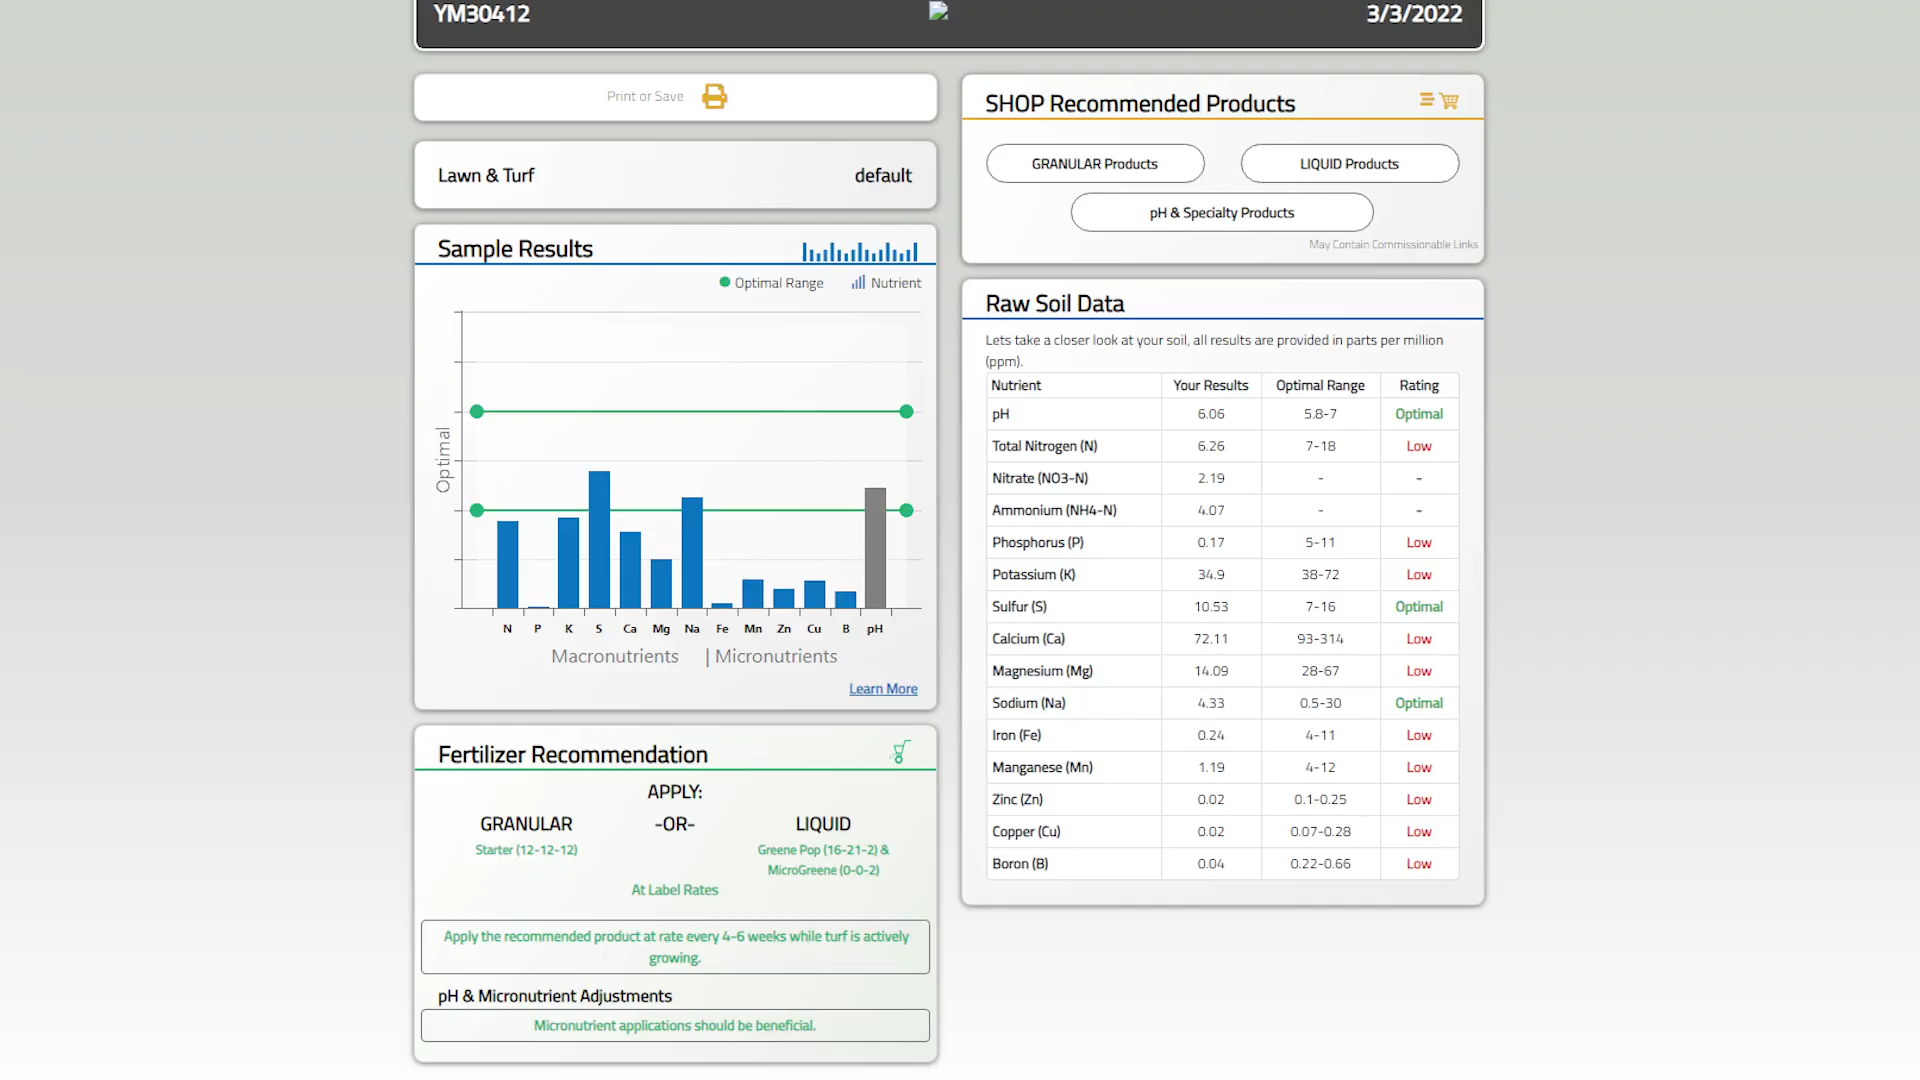 YM30412
3/3/2022
Print or Save
Lawn & Turf
default
Sample Results
Optimal Range
Nutrient
Optimal
N P K S Ca Mg Na Fe Mn Zn Cu B pH
Macronutrients | Micronutrients
Learn More
Fertilizer Recommendation
APPLY:
GRANULAR -OR- LIQUID
Starter (12-12-12)
Greene Pop (16-21-2) &
MicroGreene (0-0-2)
At Label Rates
Apply the recommended product at rate every 4-6 weeks while turf is actively
growing.
pH & Micronutrient Adjustments
Micronutrient applications should be beneficial.
SHOP Recommended Products
GRANULAR Products
LIQUID Products
pH & Specialty Products
May Contain Commissionable Links
Raw Soil Data
Lets take a closer look at your soil, all results are provided in parts per million
(ppm).
Nutrient Your Results Optimal Range Rating
pH 6.06 5.8-7 Optimal
Total Nitrogen (N) 6.26 7-18 Low
Nitrate (NO3-N) 2.19 - -
Ammonium (NH4-N) 4.07 - -
Phosphorus (P) 0.17 5-11 Low
Potassium (K) 34.9 38-72 Low
Sulfur (S) 10.53 7-16 Optimal
Calcium (Ca) 72.11 93-314 Low
Magnesium (Mg) 14.09 28-67 Low
Sodium (Na) 4.33 0.5-30 Optimal
Iron (Fe) 0.24 4-11 Low
Manganese (Mn) 1.19 4-12 Low
Zinc (Zn) 0.02 0.1-0.25 Low
Copper (Cu) 0.02 0.07-0.28 Low
Boron (B) 0.04 0.22-0.66 Low